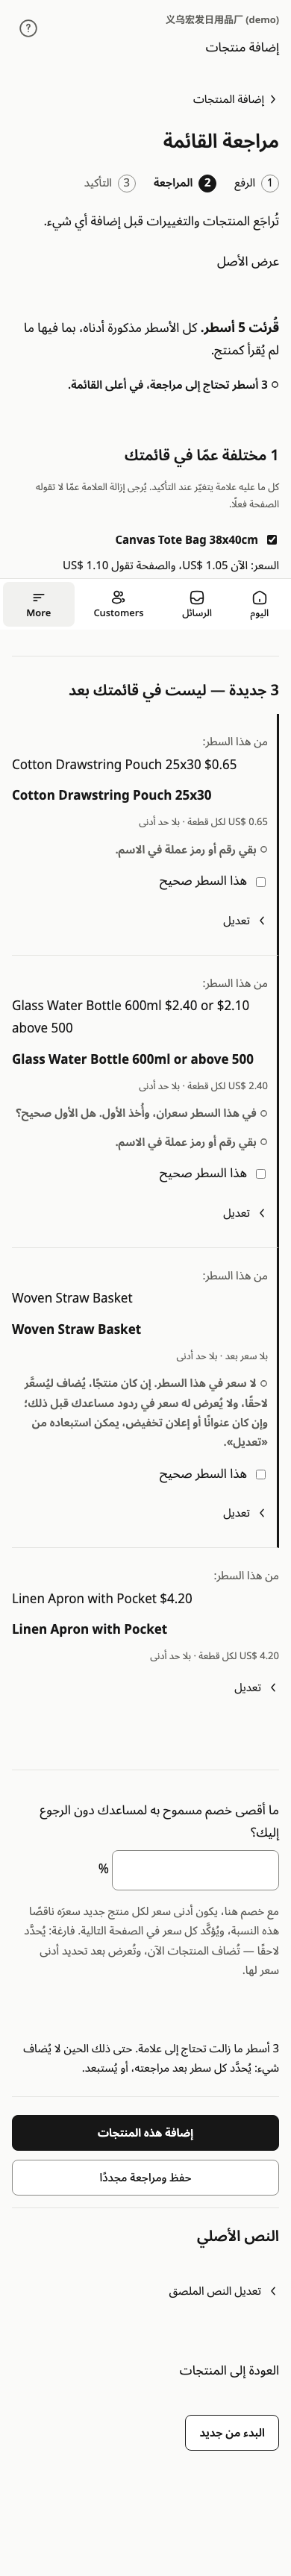 义乌宏发日用品厂 (demo)
إضافة منتجات
?
إضافة منتجات
مراجعة القائمة
1 الرفع
2 المراجعة
3 التأكيد
تُراجَع المنتجات والتغييرات قبل إضافة أي شيء.
عرض الأصل
قُرئت 5 أسطر. كل الأسطر مذكورة أدناه، بما فيها ما
لم يُقرأ كمنتج.
○ 3 أسطر تحتاج إلى مراجعة، في أعلى القائمة.
1 مختلفة عمّا في قائمتك
كل ما عليه علامة يتغيّر عند التأكيد. يُرجى إزالة العلامة عمّا لا تقوله
الصفحة فعلًا.
Canvas Tote Bag 38x40cm
السعر: الآن US$ 1.05، والصفحة تقول US$ 1.10
اليوم
الرسائل
Customers
More
3 جديدة — ليست في قائمتك بعد
من هذا السطر:
Cotton Drawstring Pouch 25x30 $0.65
Cotton Drawstring Pouch 25x30
US$ 0.65 لكل قطعة · بلا حد أدنى
○ بقي رقم أو رمز عملة في الاسم.
هذا السطر صحيح
تعديل
من هذا السطر:
Glass Water Bottle 600ml $2.40 or $2.10
above 500
Glass Water Bottle 600ml or above 500
US$ 2.40 لكل قطعة · بلا حد أدنى
○ في هذا السطر سعران، وأُخذ الأول. هل الأول صحيح؟
○ بقي رقم أو رمز عملة في الاسم.
هذا السطر صحيح
تعديل
من هذا السطر:
Woven Straw Basket
Woven Straw Basket
بلا سعر بعد · بلا حد أدنى
○ لا سعر في هذا السطر. إن كان منتجًا، يُضاف ليُسعَّر
لاحقًا، ولا يُعرض له سعر في ردود مساعدك قبل ذلك؛
وإن كان عنوانًا أو إعلان تخفيض، يمكن استبعاده من
«تعديل».
هذا السطر صحيح
تعديل
من هذا السطر:
Linen Apron with Pocket $4.20
Linen Apron with Pocket
US$ 4.20 لكل قطعة · بلا حد أدنى
تعديل
ما أقصى خصم مسموح به لمساعدك دون الرجوع
إليك؟
%
مع خصم هنا، يكون أدنى سعر لكل منتج جديد سعرَه ناقصًا
هذه النسبة، ويُؤكَّد كل سعر في الصفحة التالية. فارغة: يُحدَّد
لاحقًا — تُضاف المنتجات الآن، وتُعرض بعد تحديد أدنى
سعر لها.
3 أسطر ما زالت تحتاج إلى علامة. حتى ذلك الحين لا يُضاف
شيء: يُحدَّد كل سطر بعد مراجعته، أو يُستبعد.
إضافة هذه المنتجات
حفظ ومراجعة مجددًا
النص الأصلي
تعديل النص الملصق
العودة إلى المنتجات
البدء من جديد